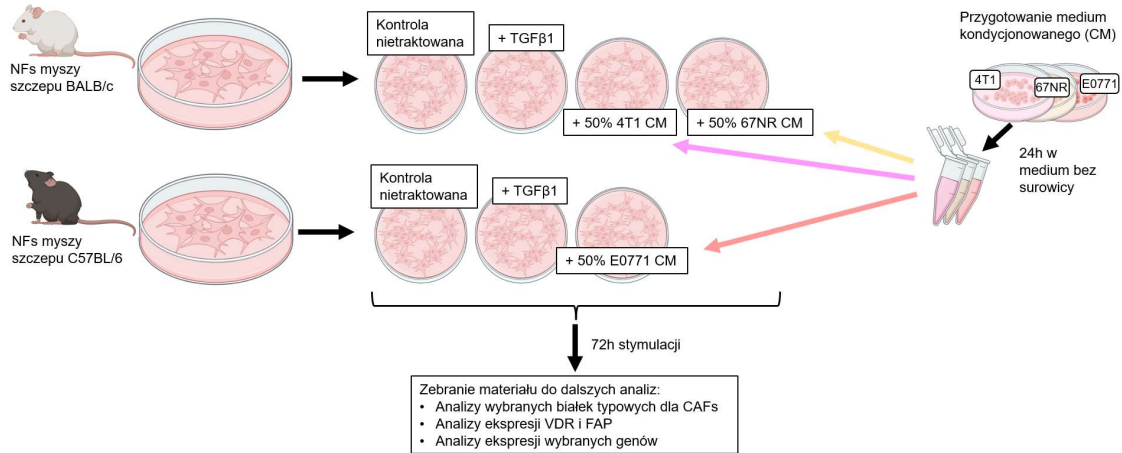 NFs myszy
szczepu BALB/c
Kontrola
nietraktowana
+ TGFβ1
+ 50% 4T1 CM
+ 50% 67NR CM
Przygotowanie medium
kondycjonowanego (CM)
4T1
67NR
E0771
24h w
medium bez
surowicy
NFs myszy
szczepu C57BL/6
Kontrola
nietraktowana
+ TGFβ1
+ 50% E0771 CM
72h stymulacji
Zebranie materiału do dalszych analiz:
• Analizy wybranych białek typowych dla CAFs
• Analizy ekspresji VDR i FAP
• Analizy ekspresji wybranych genów